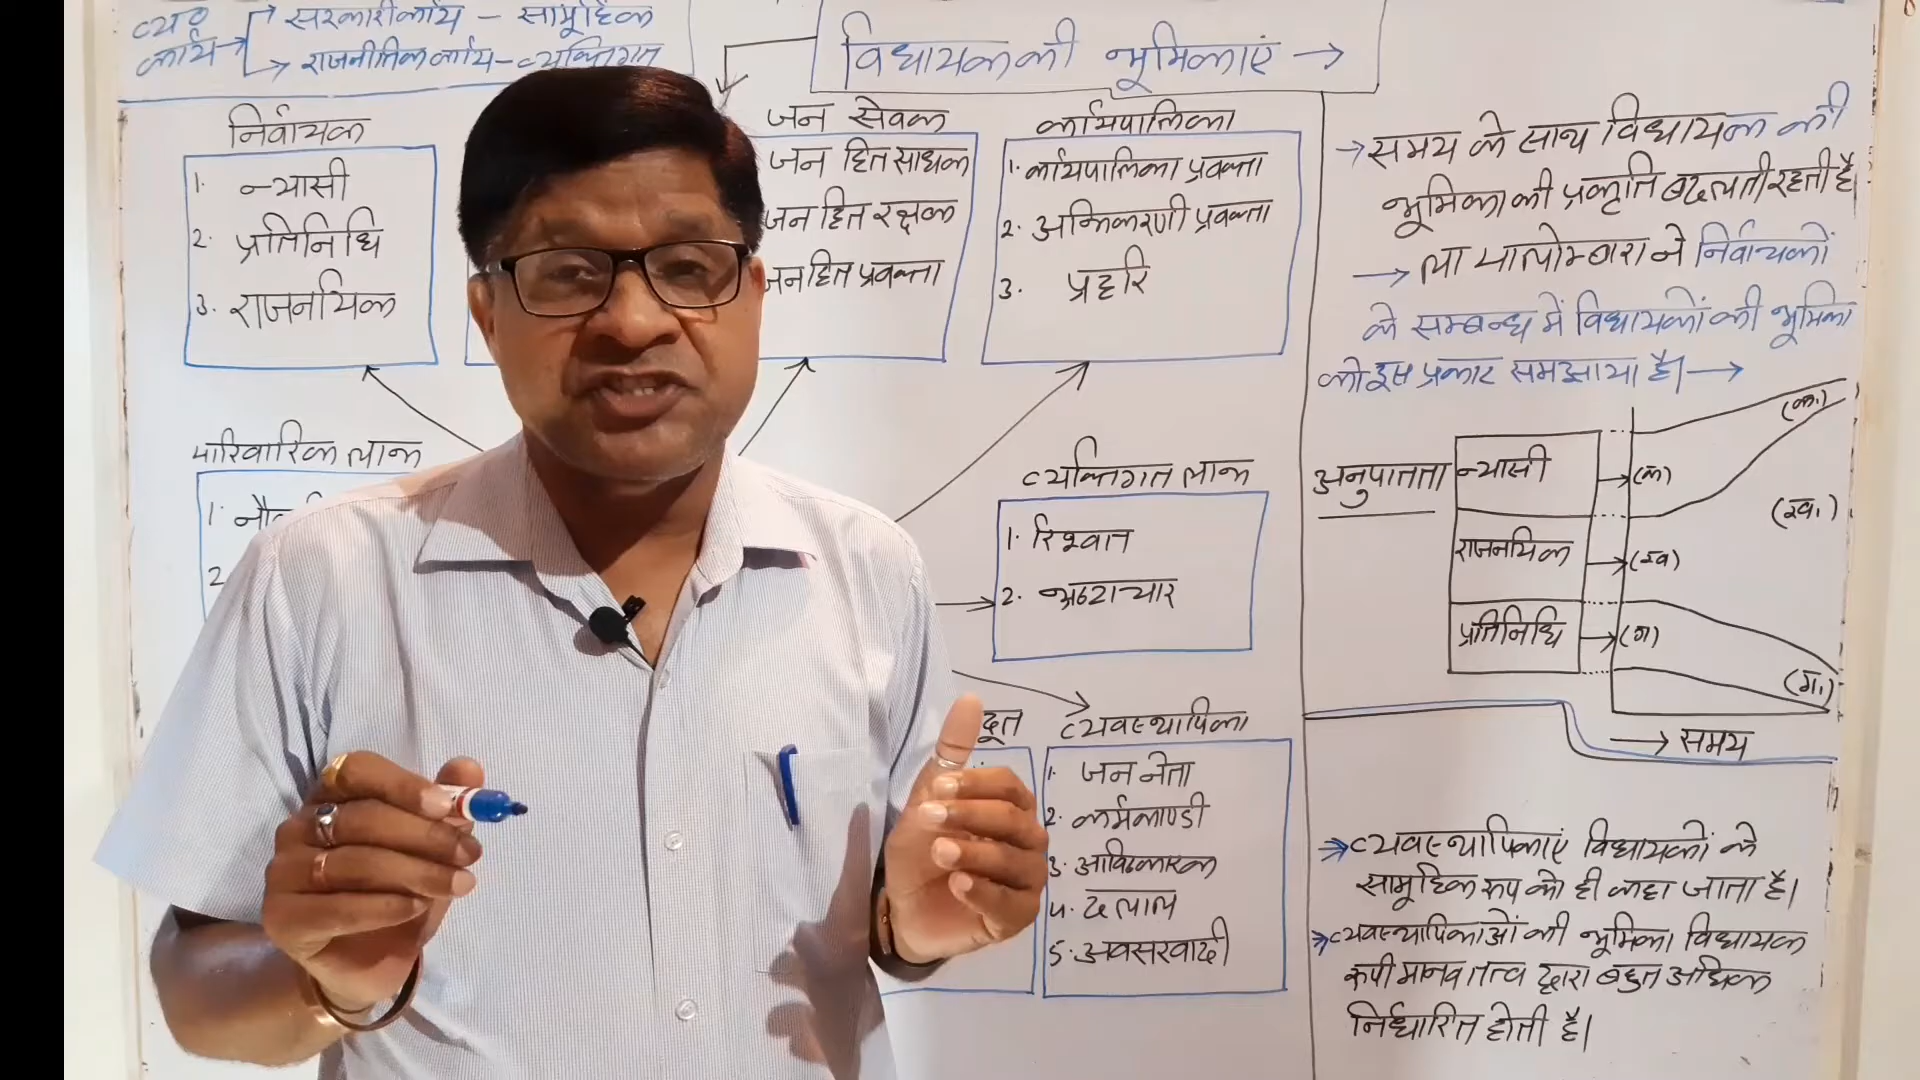 व्य०
कार्य →
→ सरकारी कार्य – सामूहिक
→ राजनीतिक कार्य – व्यक्तिगत
विधायक की भूमिकाएं →
निर्वाचक
1. न्यासी
2. प्रतिनिधि
3. राजनयिक
जन सेवक
जन हित साधक
जन हित रक्षक
जन हित प्रवक्ता
कार्यपालिका
1. कार्यपालिका प्रवक्ता
2. अभिकरणी प्रवक्ता
3. प्रहरि
पारिवारिक लाभ
1.
2
व्यक्तिगत लाभ
1. रिश्वत
2. भ्रष्टाचार
दूत
व्यवस्थापिका
1. जन नेता
2. कर्मकाण्डी
3. आविष्कारक
4. दलाल
5. अवसरवादी
→ समय के साथ विधायक की
भूमिका की प्रकृति बदलती रहती है।
→ ला पालोम्बारा ने निर्वाचकों
के सम्बन्ध में विधायकों की भूमिका
को इस प्रकार समझाया है। →
अनुपातता
न्यासी → (क)
राजनयिक → (ख)
प्रतिनिधि → (ग)
(क.)
(ख.)
(ग.)
→ समय
→ व्यवस्थापिकाएं विधायकों के
सामूहिक रूप को ही कहा जाता है।
→ व्यवस्थापिकाओं की भूमिका विधायक
रूपी मानव तत्व द्वारा बहुत अधिक
निर्धारित होती है।